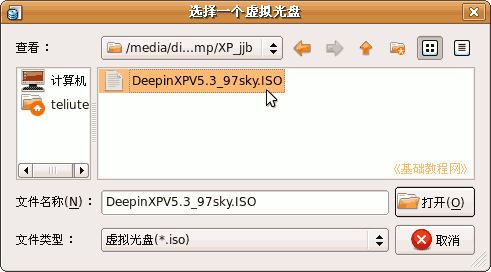 选择一个虚拟光盘
查看：
/media/di...mp/XP_jjb
计算机
teliute
DeepinXPV5.3_97sky.ISO
《基础教程网》
文件名称(N)：
DeepinXPV5.3_97sky.ISO
打开(O)
文件类型：
虚拟光盘(*.iso)
取消